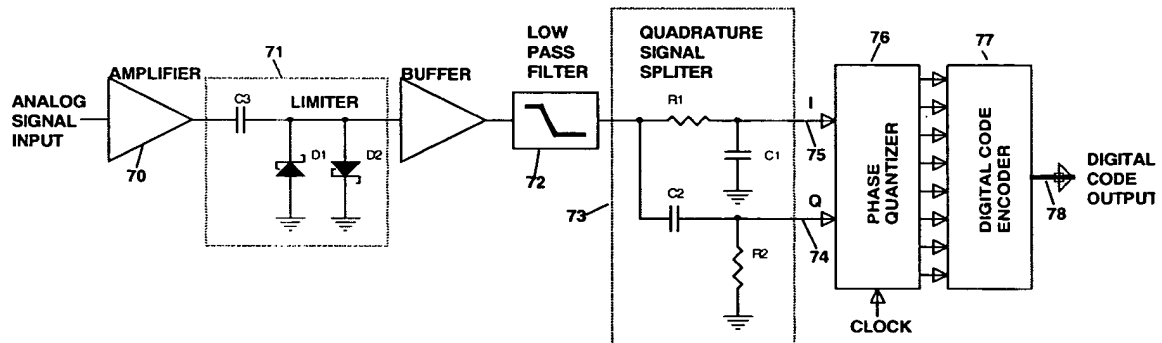 ANALOG
SIGNAL
INPUT
AMPLIFIER
70
71
C3
LIMITER
D1
D2
BUFFER
LOW
PASS
FILTER
72
QUADRATURE
SIGNAL
SPLITER
73
R1
C1
C2
R2
I
75
Q
74
76
PHASE
QUANTIZER
CLOCK
77
DIGITAL CODE
ENCODER
78
DIGITAL
CODE
OUTPUT